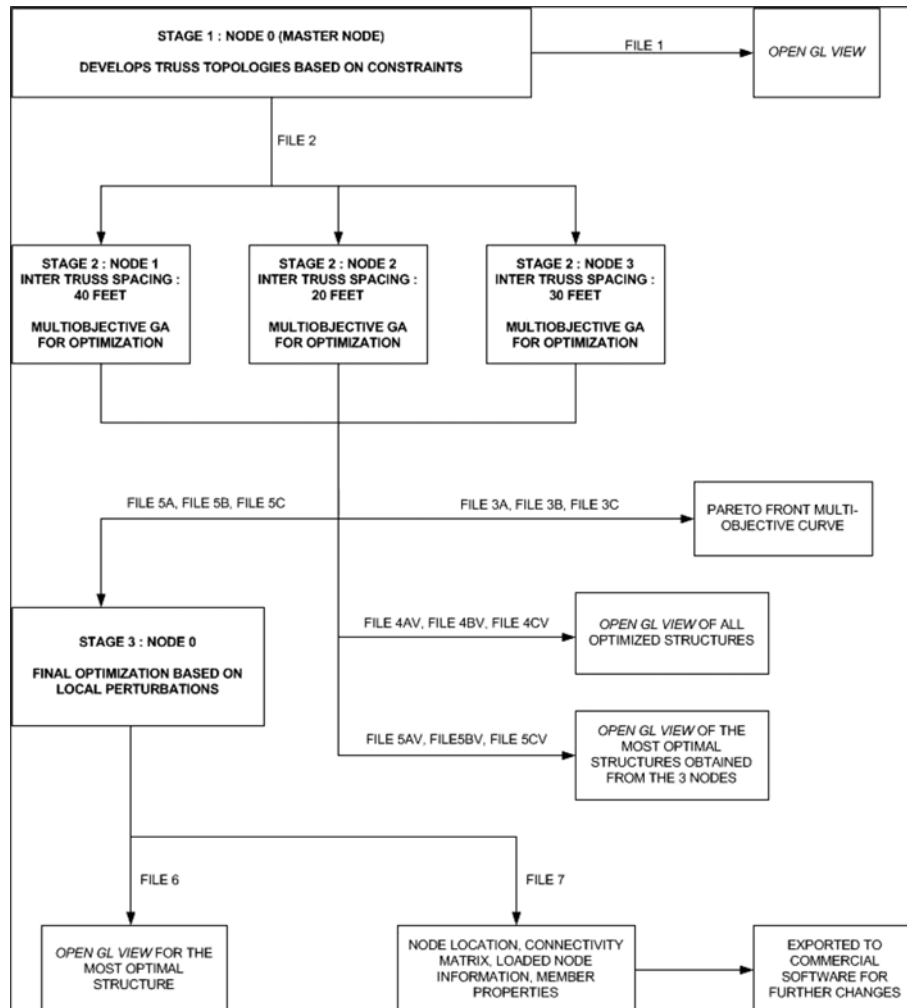 STAGE 1 : NODE 0 (MASTER NODE)
DEVELOPS TRUSS TOPOLOGIES BASED ON CONSTRAINTS
FILE 1
OPEN GL VIEW
FILE 2
STAGE 2 : NODE 1
INTER TRUSS SPACING :
40 FEET
MULTIOBJECTIVE GA
FOR OPTIMIZATION
STAGE 2 : NODE 2
INTER TRUSS SPACING :
20 FEET
MULTIOBJECTIVE GA
FOR OPTIMIZATION
STAGE 2 : NODE 3
INTER TRUSS SPACING :
30 FEET
MULTIOBJECTIVE GA
FOR OPTIMIZATION
FILE 5A, FILE 5B, FILE 5C
FILE 3A, FILE 3B, FILE 3C
PARETO FRONT MULTI-
OBJECTIVE CURVE
STAGE 3 : NODE 0
FINAL OPTIMIZATION BASED ON
LOCAL PERTURBATIONS
FILE 4AV, FILE 4BV, FILE 4CV
OPEN GL VIEW OF ALL
OPTIMIZED STRUCTURES
FILE 5AV, FILE5BV, FILE 5CV
OPEN GL VIEW OF THE
MOST OPTIMAL
STRUCTURES OBTAINED
FROM THE 3 NODES
FILE 6
FILE 7
OPEN GL VIEW FOR THE
MOST OPTIMAL
STRUCTURE
NODE LOCATION, CONNECTIVITY
MATRIX, LOADED NODE
INFORMATION, MEMBER
PROPERTIES
EXPORTED TO
COMMERCIAL
SOFTWARE FOR
FURTHER CHANGES